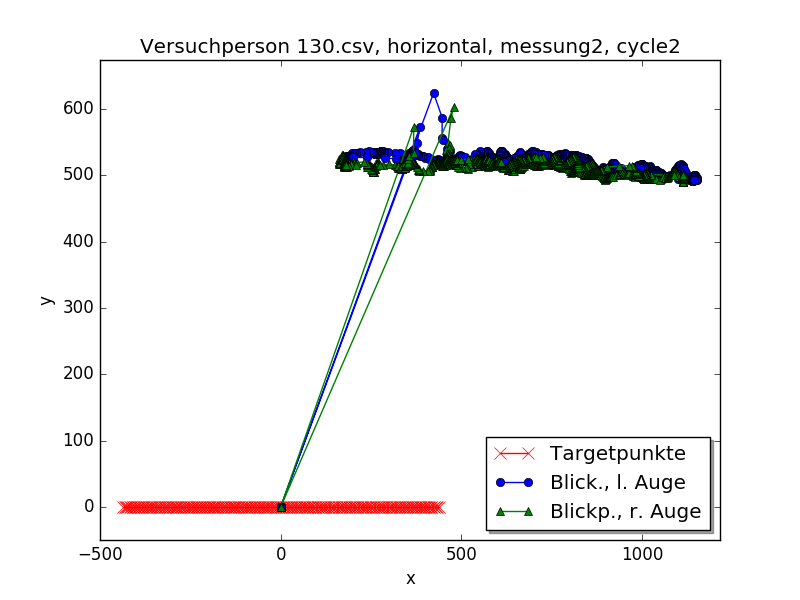 Versuchperson 130.csv, horizontal, messung2, cycle2
600
500
400
300
200
100
0
y
−500
0
500
1000
x
Targetpunkte
Blick., l. Auge
Blickp., r. Auge